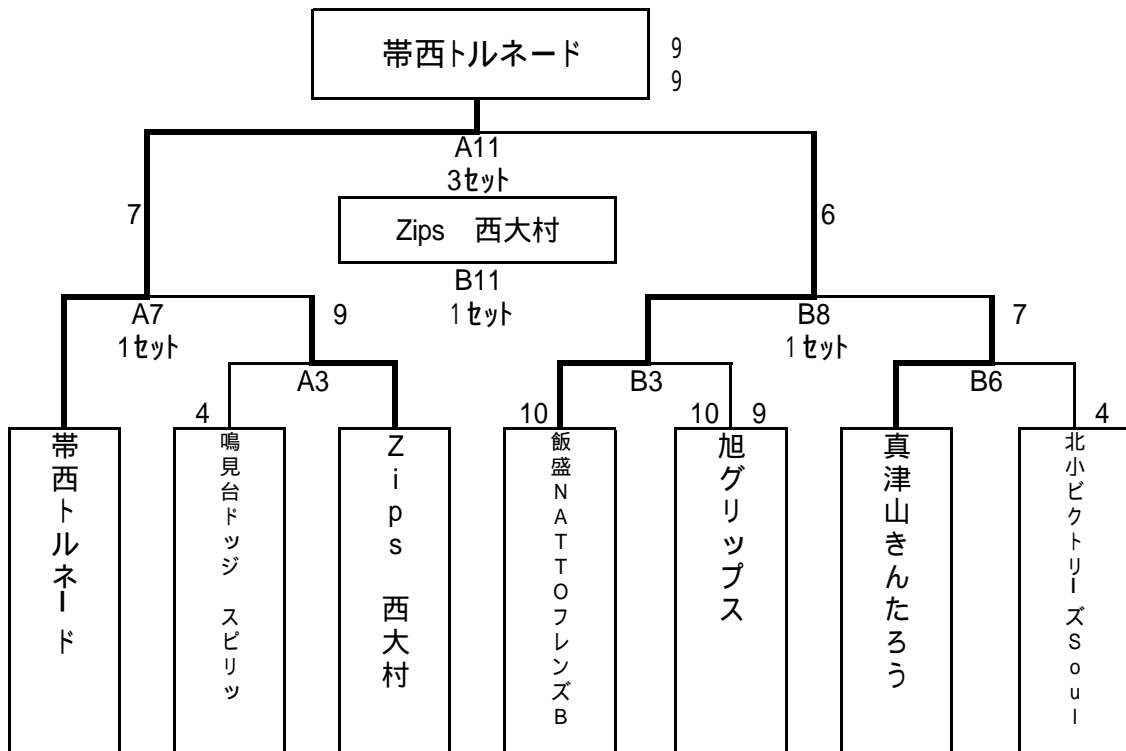 帯西トルネード
9
9
A11
3セット
7
6
Zips 西大村
B11
1セット
A7
1セット
9
B8
1セット
7
A3
B3
B6
4
10
10
9
4
帯西トルネード
鳴見台ドッジ スピリッ
Zips 西大村
飯盛NATTOフレンズB
旭グリップス
真津山きんたろう
北小ビクトリーズSoul